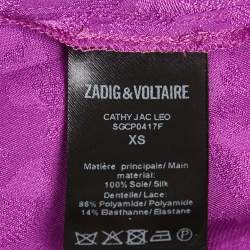 ZADIG & VOLTAIRE
CATHY JAC LEO
SGCP0417F
XS
Matière principale/ Main
material:
100% Soie/ Silk
Dentelle/ Lace:
86% Polyamide/ Polyamide
14% Elasthanne/ Elastane